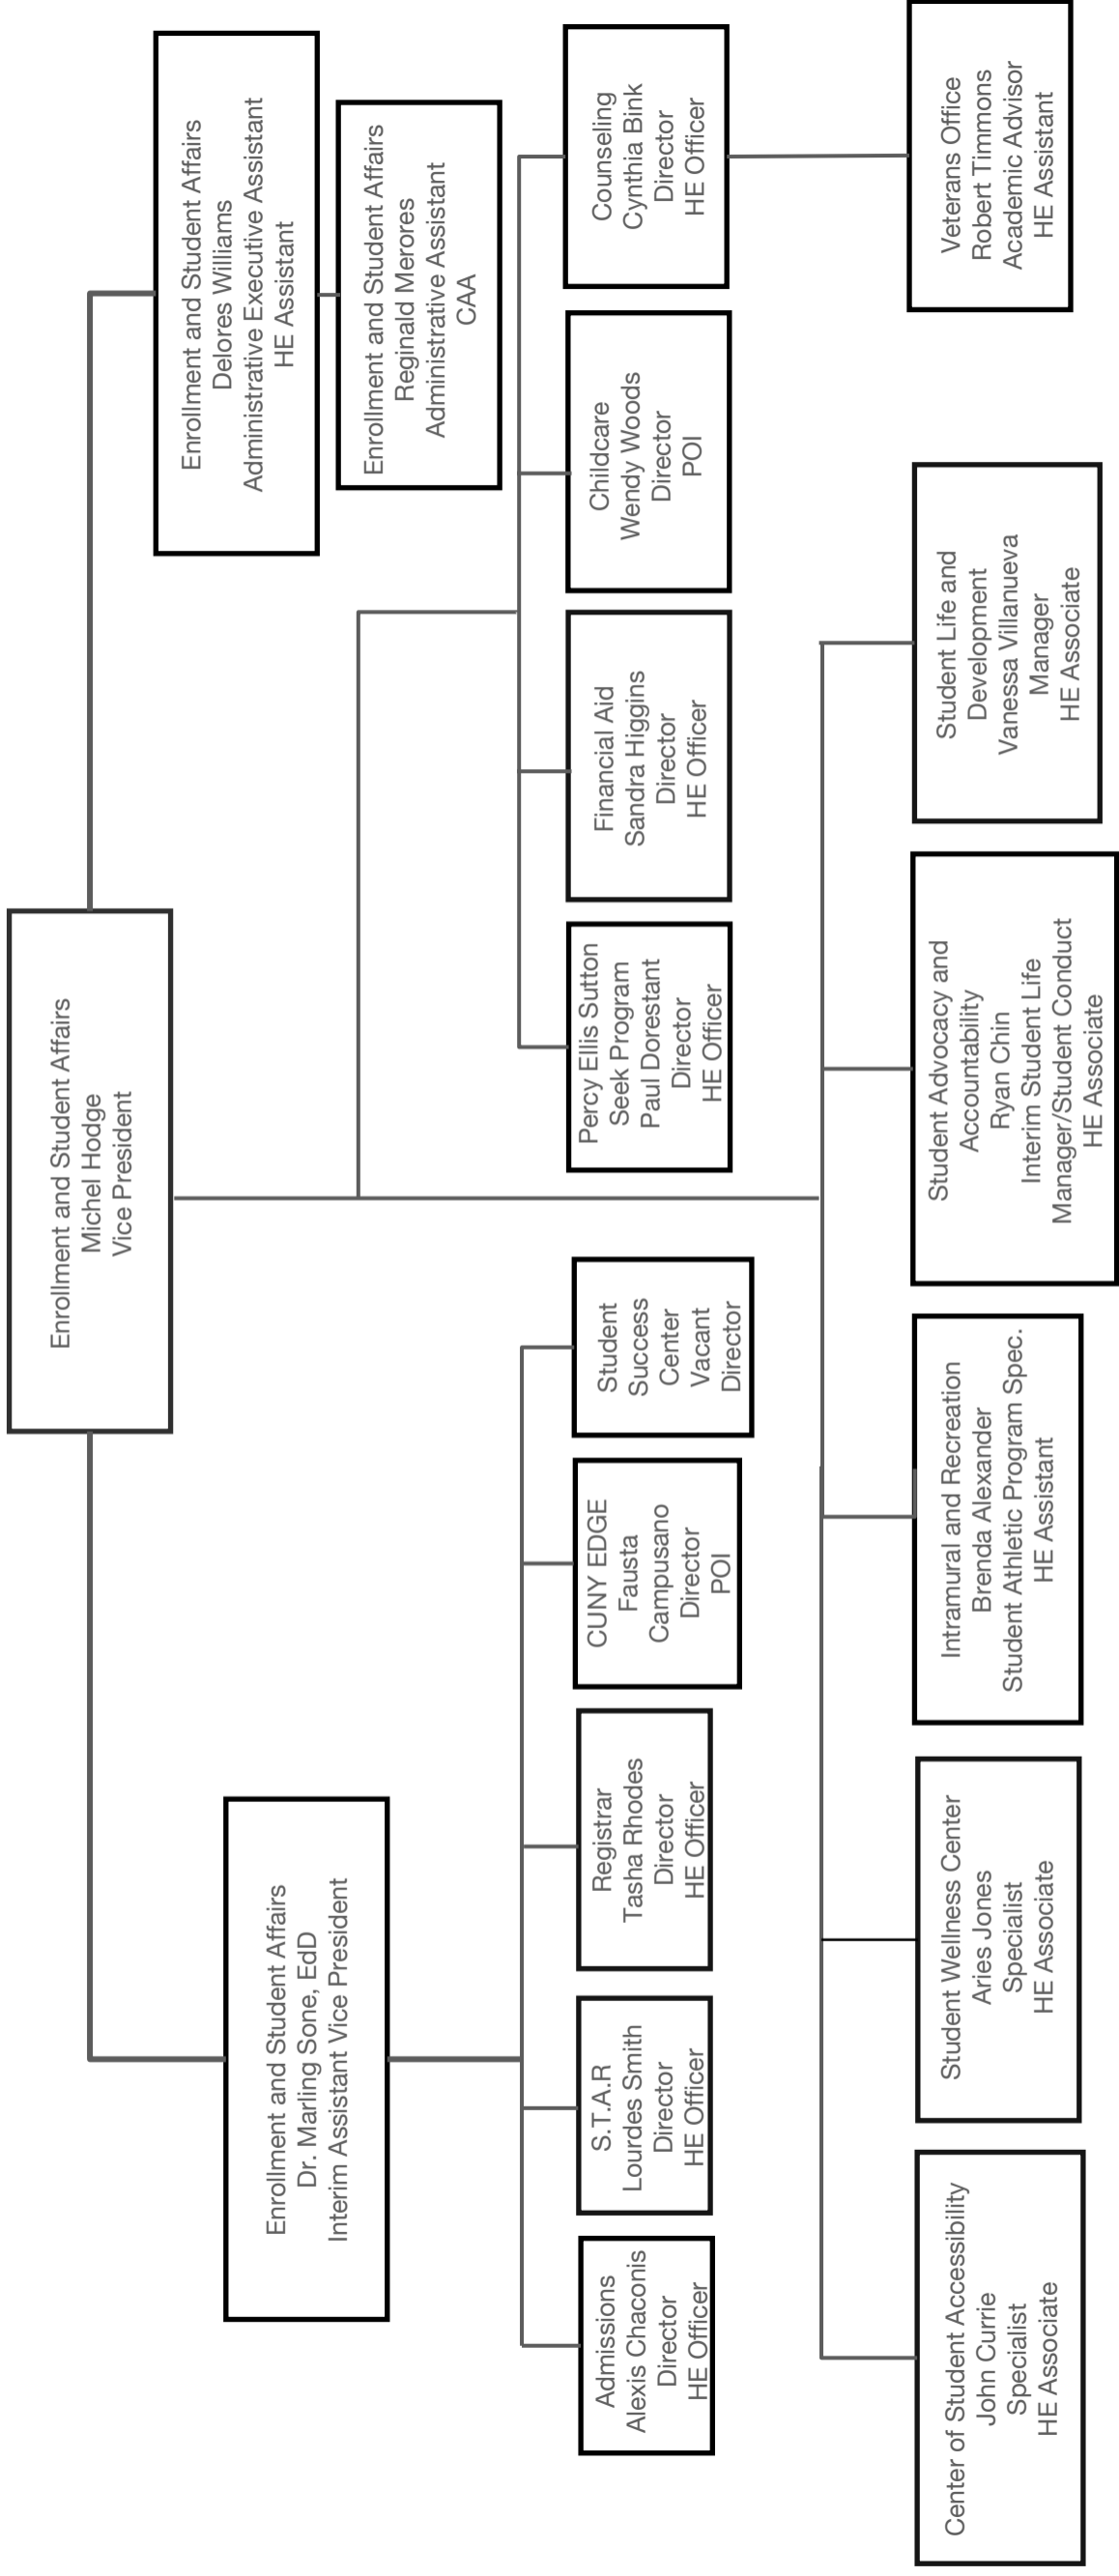 Enrollment and Student Affairs
Michel Hodge
Vice President
Enrollment and Student Affairs
Dr. Marling Sone, EdD
Interim Assistant Vice President
Enrollment and Student Affairs
Delores Williams
Administrative Executive Assistant
HE Assistant
Enrollment and Student Affairs
Reginald Merores
Administrative Assistant
CAA
Admissions
Alexis Chaconis
Director
HE Officer
S.T.A.R
Lourdes Smith
Director
HE Officer
Registrar
Tasha Rhodes
Director
HE Officer
CUNY EDGE
Fausta
Campusano
Director
POI
Student
Success
Center
Vacant
Director
Percy Ellis Sutton
Seek Program
Paul Dorestant
Director
HE Officer
Financial Aid
Sandra Higgins
Director
HE Officer
Childcare
Wendy Woods
Director
POI
Counseling
Cynthia Bink
Director
HE Officer
Center of Student Accessibility
John Currie
Specialist
HE Associate
Student Wellness Center
Aries Jones
Specialist
HE Associate
Intramural and Recreation
Brenda Alexander
Student Athletic Program Spec.
HE Assistant
Student Advocacy and
Accountability
Ryan Chin
Interim Student Life
Manager/Student Conduct
HE Associate
Student Life and
Development
Vanessa Villanueva
Manager
HE Associate
Veterans Office
Robert Timmons
Academic Advisor
HE Assistant